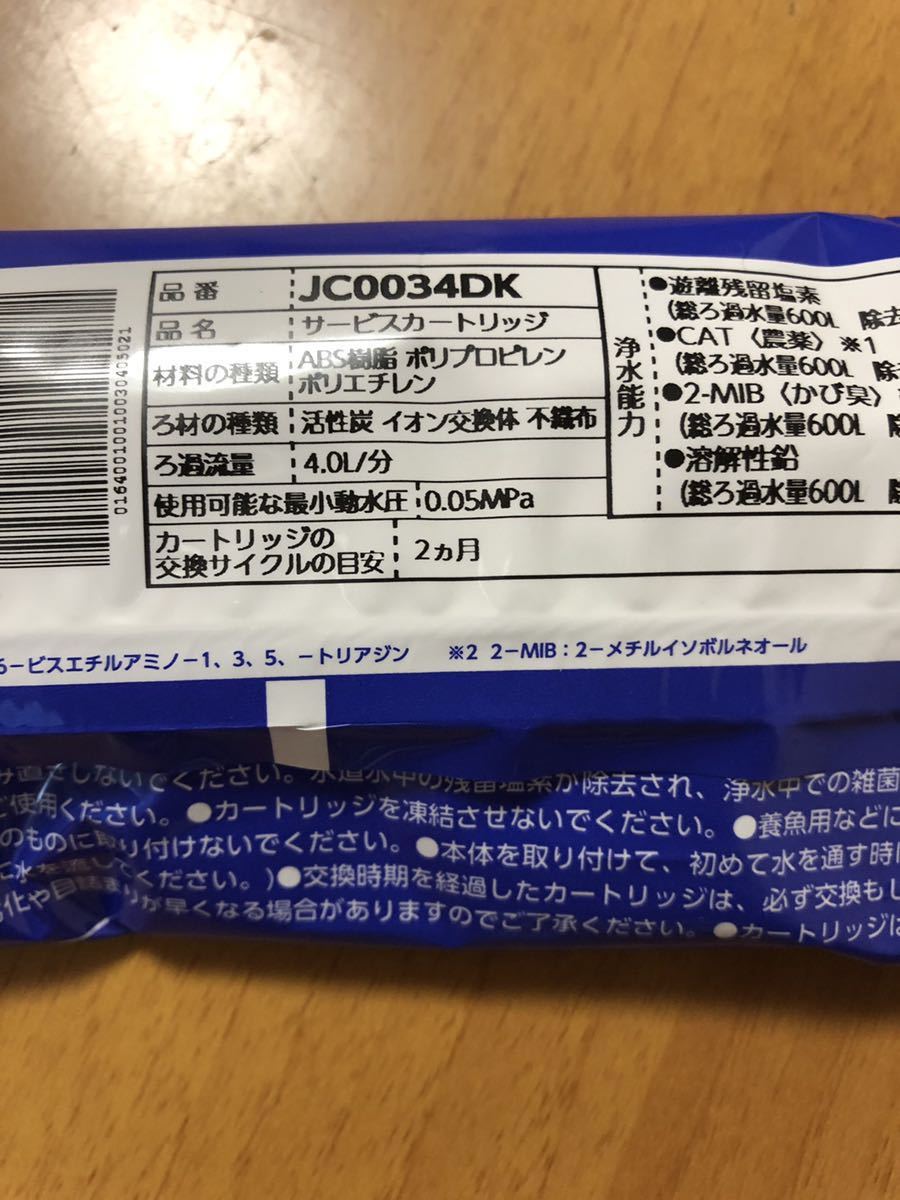 品番 JC0034DK
品名 サービスカートリッジ
材料の種類 ABS樹脂 ポリプロピレン
ポリエチレン
ろ材の種類 活性炭 イオン交換体 不織布
ろ過流量 4.0L/分
使用可能な最小動水圧 0.05MPa
カートリッジの
交換サイクルの目安 2ヵ月
浄水能力
●遊離残留塩素
(総ろ過水量600L 除去
●CAT〈農薬〉※1
(総ろ過水量600L 除
●2-MIB〈かび臭〉
(総ろ過水量600L
●溶解性鉛
(総ろ過水量600L
01640010010030405021
6-ビスエチルアミノ-1、3、5、-トリアジン ※2 2-MIB：2-メチルイソボルネオール
しないでください。水道水中の残留塩素が除去され、浄水中での雑菌
ご使用ください。●カートリッジを凍結させないでください。●養魚用などに
のものに取り付けないでください。●本体を取り付けて、初めて水を通す時
ください。)●交換時期を経過したカートリッジは、必ず交換
が早くなる場合がありますのでご了承ください。●カートリッジは